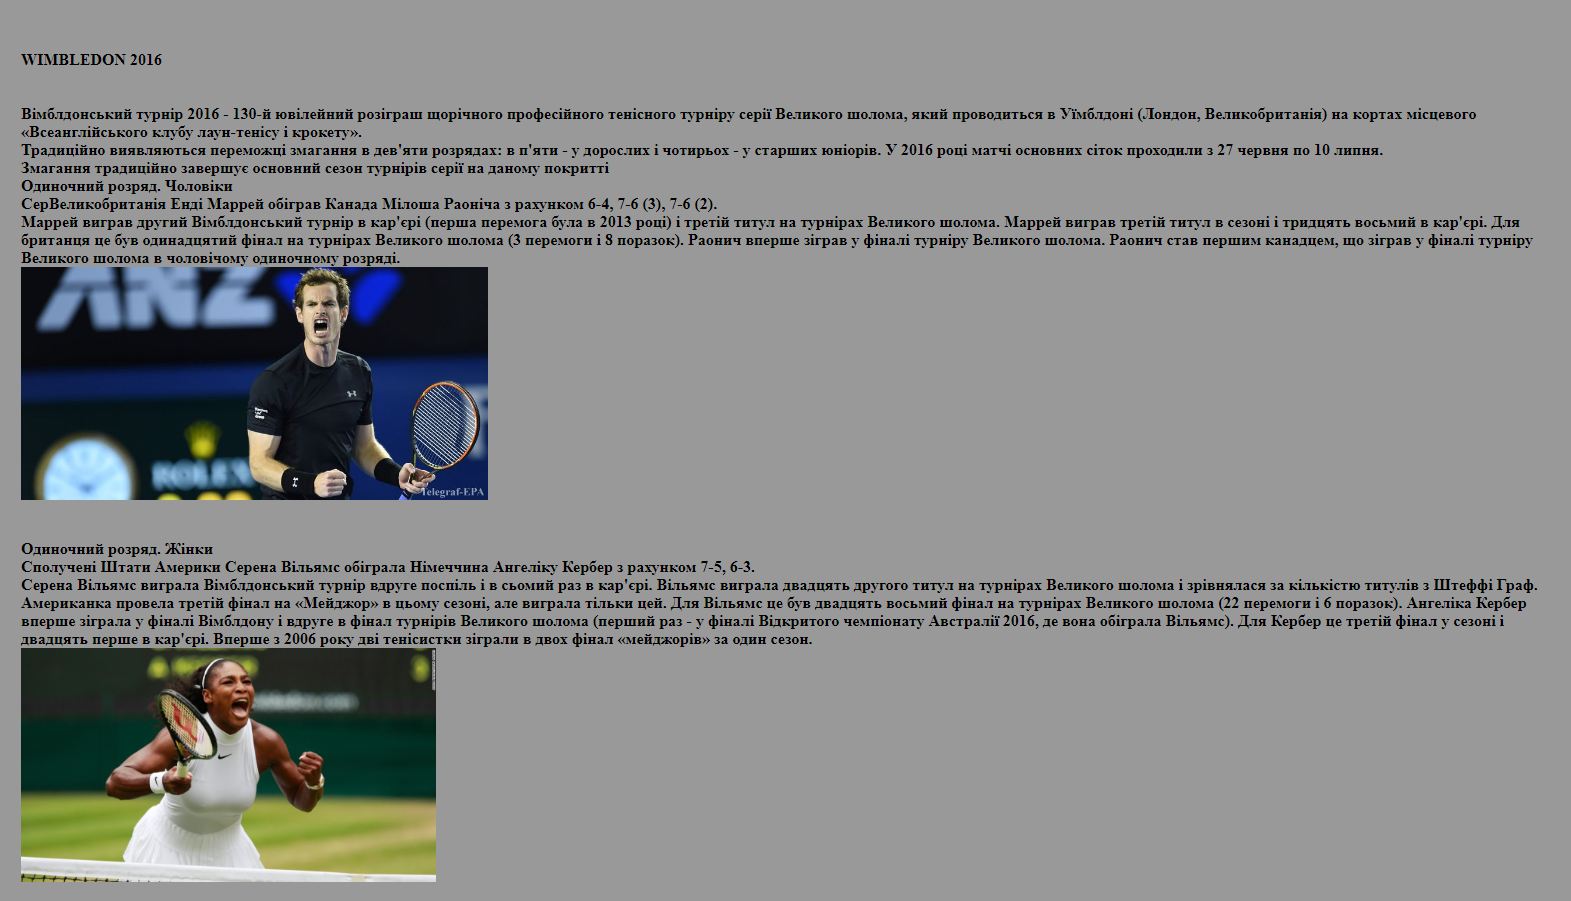 WIMBLEDON 2016
Вімблдонський турнір 2016 - 130-й ювілейний розіграш щорічного професійного тенісного турніру серії Великого шолома, який проводиться в Уїмблдоні (Лондон, Великобританія) на кортах місцевого
«Всеанглійського клубу лаун-тенісу і крокету».
Традиційно виявляються переможці змагання в дев'яти розрядах: в п'яти - у дорослих і чотирьох - у старших юніорів. У 2016 році матчі основних сіток проходили з 27 червня по 10 липня.
Змагання традиційно завершує основний сезон турнірів серії на даному покритті
Одиночний розряд. Чоловіки
СерВеликобританія Енді Маррей обіграв Канада Мілоша Раоніча з рахунком 6-4, 7-6 (3), 7-6 (2).
Маррей виграв другий Вімблдонський турнір в кар'єрі (перша перемога була в 2013 році) і третій титул на турнірах Великого шолома. Маррей виграв третій титул в сезоні і тридцять восьмий в кар'єрі. Для
британця це був одинадцятий фінал на турнірах Великого шолома (3 перемоги і 8 поразок). Раонич вперше зіграв у фіналі турніру Великого шолома. Раонич став першим канадцем, що зіграв у фіналі турніру
Великого шолома в чоловічому одиночному розряді.
ANZ
ROLEX
Telegraf-EPA
Одиночний розряд. Жінки
Сполучені Штати Америки Серена Вільямс обіграла Німеччина Ангеліку Кербер з рахунком 7-5, 6-3.
Серена Вільямс виграла Вімблдонський турнір вдруге поспіль і в сьомий раз в кар'єрі. Вільямс виграла двадцять другого титул на турнірах Великого шолома і зрівнялася за кількістю титулів з Штеффі Граф.
Американка провела третій фінал на «Мейджор» в цьому сезоні, але виграла тільки цей. Для Вільямс це був двадцять восьмий фінал на турнірах Великого шолома (22 перемоги і 6 поразок). Ангеліка Кербер
вперше зіграла у фіналі Вімблдону і вдруге в фінал турнірів Великого шолома (перший раз - у фіналі Відкритого чемпіонату Австралії 2016, де вона обіграла Вільямс). Для Кербер це третій фінал у сезоні і
двадцять перше в кар'єрі. Вперше з 2006 року дві тенісистки зіграли в двох фінал «мейджорів» за один сезон.